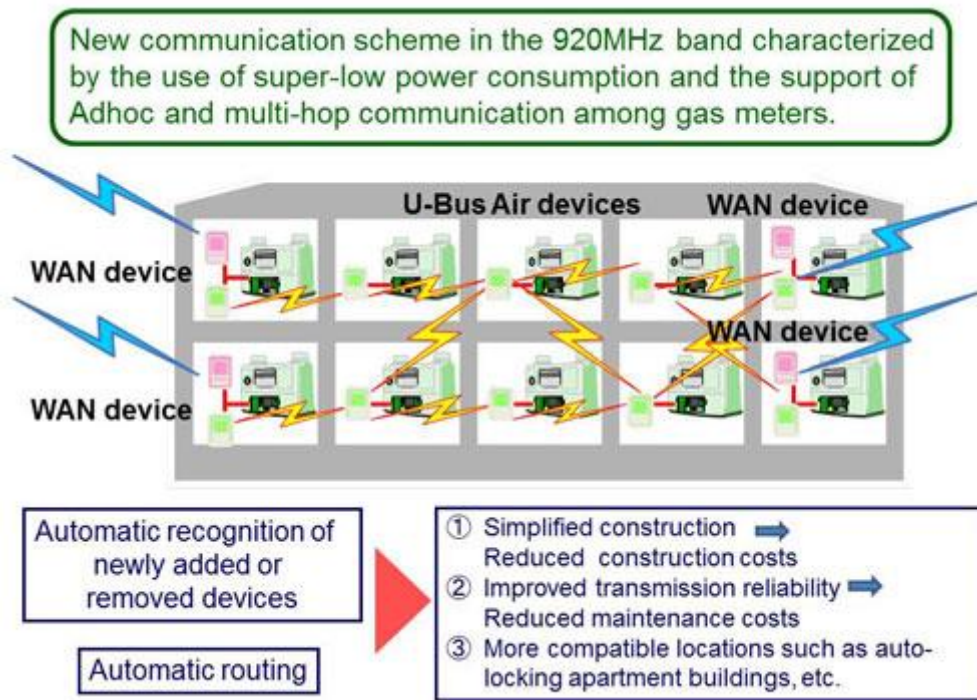 New communication scheme in the 920MHz band characterized
by the use of super-low power consumption and the support of
Adhoc and multi-hop communication among gas meters.
U-Bus Air devices
WAN device
WAN device
WAN device
WAN device
Automatic recognition of
newly added or
removed devices
Automatic routing
① Simplified construction
Reduced construction costs
② Improved transmission reliability
Reduced maintenance costs
③ More compatible locations such as auto-
locking apartment buildings, etc.